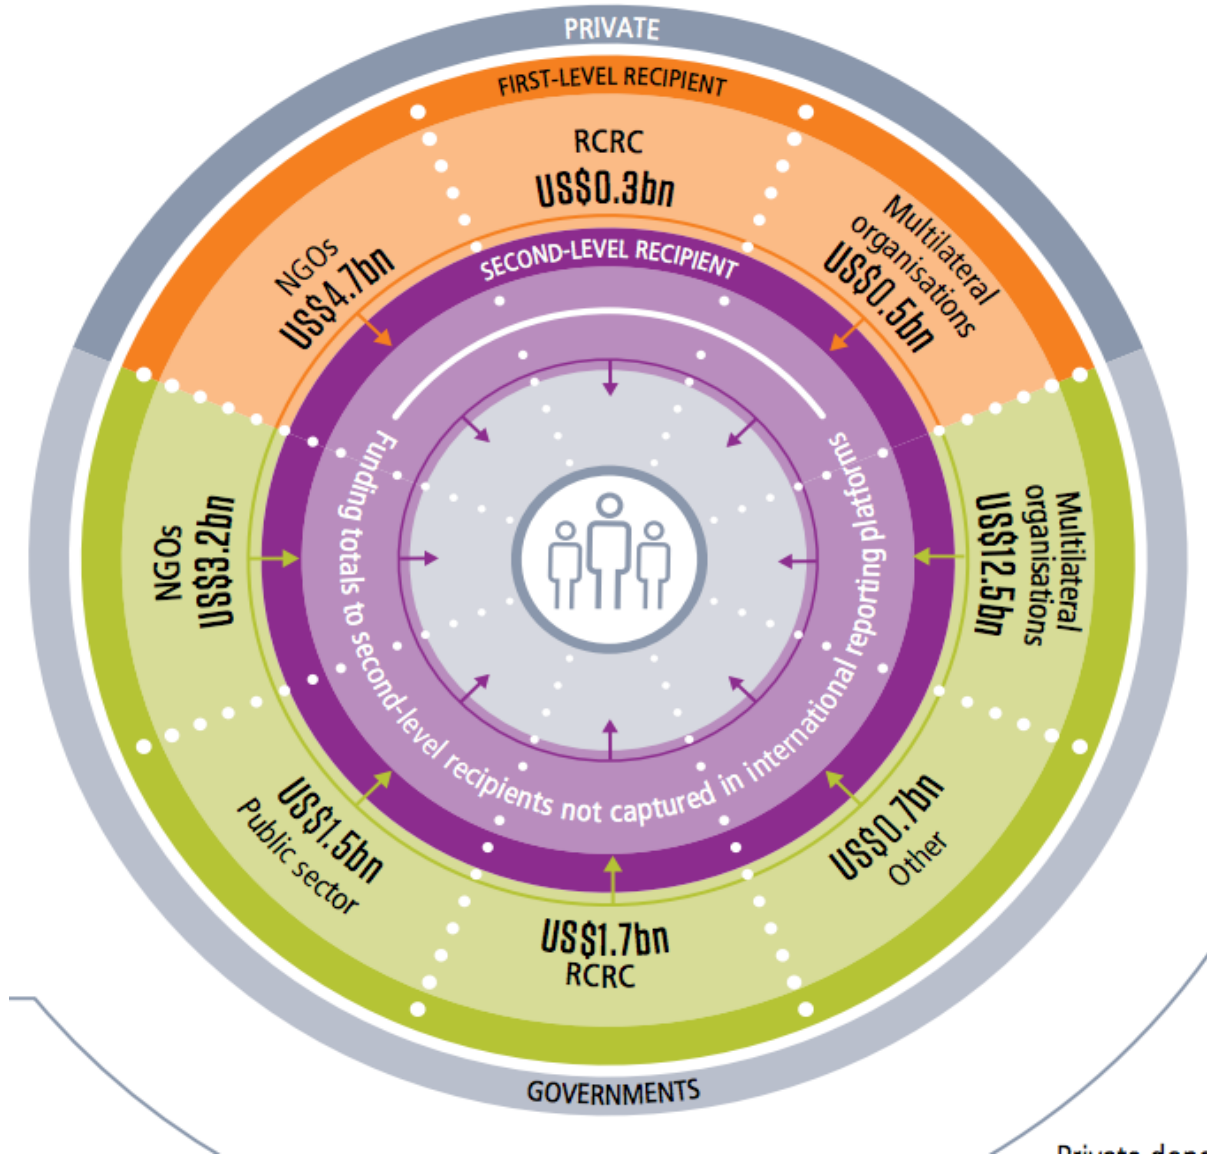 PRIVATE
FIRST-LEVEL RECIPIENT
RCRC
US$0.3bn
NGOs
US$4.7bn
Multilateral
organisations
US$0.5bn
SECOND-LEVEL RECIPIENT
Funding totals to second-level recipients not captured in international reporting platforms
NGOs
US$3.2bn
Multilateral
organisations
US$12.5bn
US$1.5bn
Public sector
US$0.7bn
Other
US$1.7bn
RCRC
GOVERNMENTS
Private